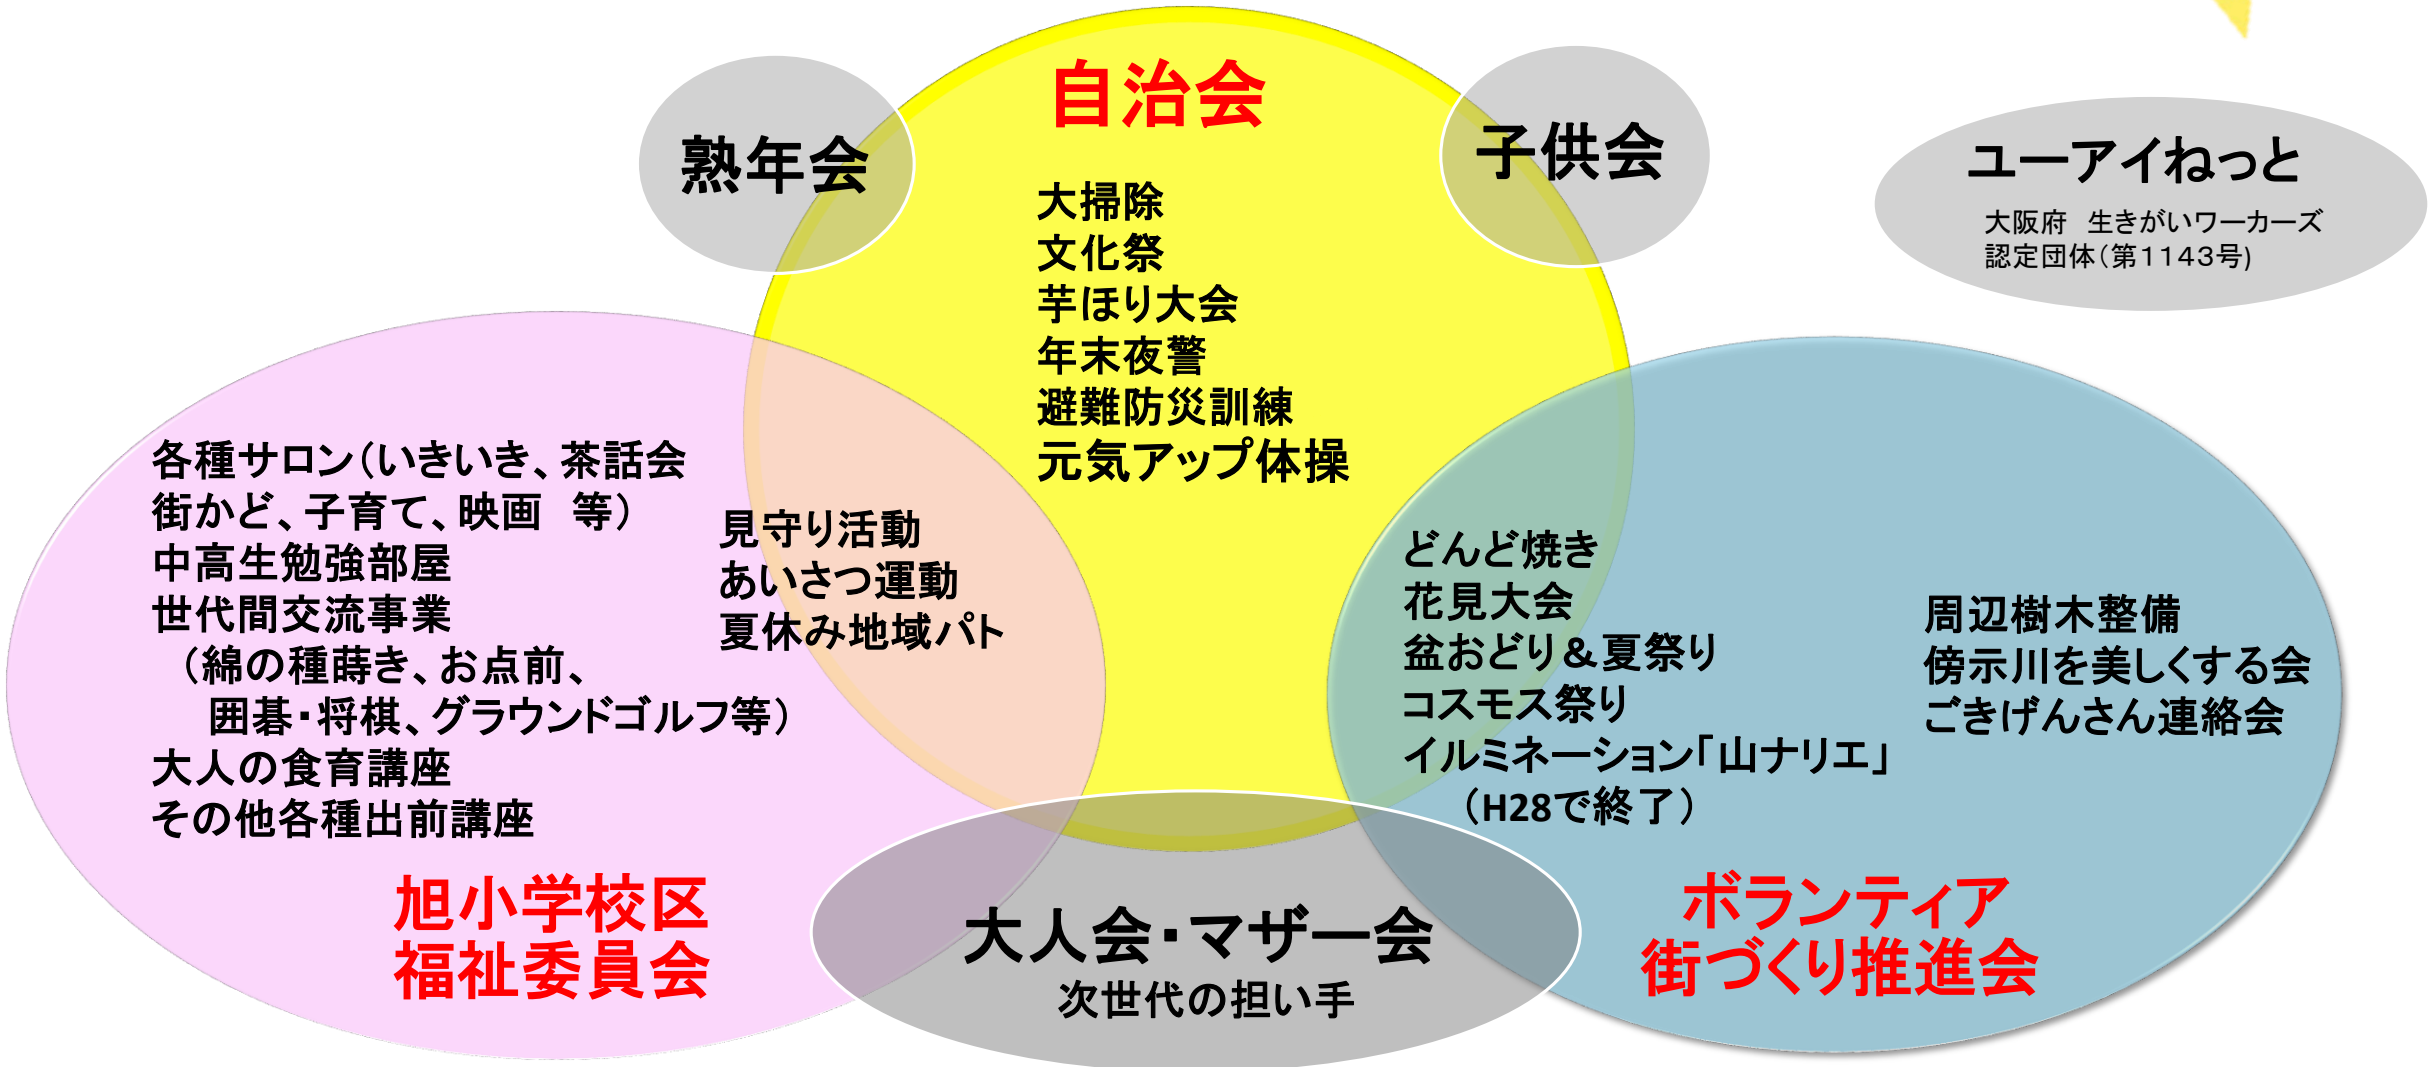 自治会
熟年会
子供会
ユーアイねっと
大阪府　生きがいワーカーズ
認定団体（第1143号)
大掃除
文化祭
芋ほり大会
年末夜警
避難防災訓練
元気アップ体操
各種サロン（いきいき、茶話会
街かど、子育て、映画　等）
中高生勉強部屋
世代間交流事業
（綿の種蒔き、お点前、
囲碁・将棋、グラウンドゴルフ等）
大人の食育講座
その他各種出前講座
見守り活動
あいさつ運動
夏休み地域パト
どんど焼き
花見大会
盆おどり＆夏祭り
コスモス祭り
イルミネーション「山ナリエ」
（H28で終了）
周辺樹木整備
傍示川を美しくする会
ごきげんさん連絡会
旭小学校区
福祉委員会
大人会・マザー会
次世代の担い手
ボランティア
街づくり推進会